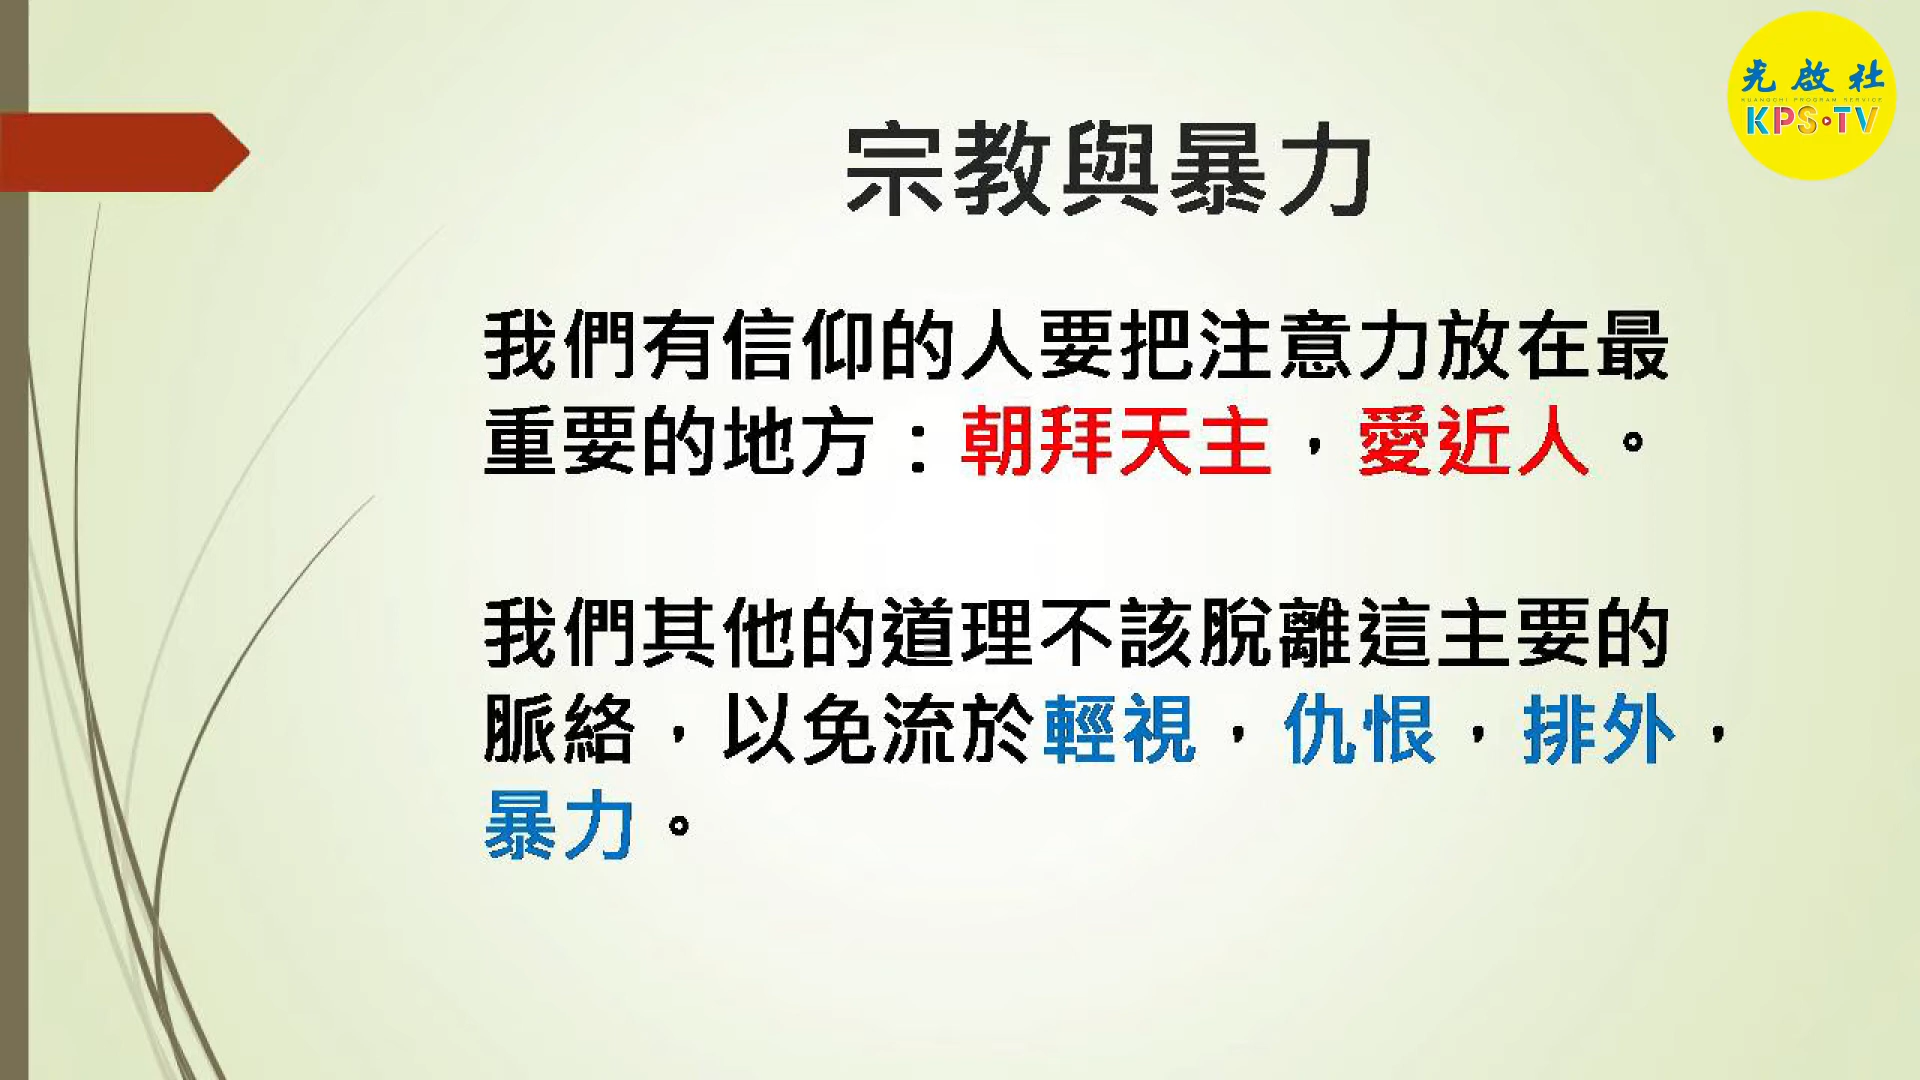 光啟社
KUANGCHI PROGRAM SERVICE
KPS TV
宗教與暴力
我們有信仰的人要把注意力放在最
重要的地方：朝拜天主，愛近人。
我們其他的道理不該脫離這主要的
脈絡，以免流於輕視，仇恨，排外，
暴力。